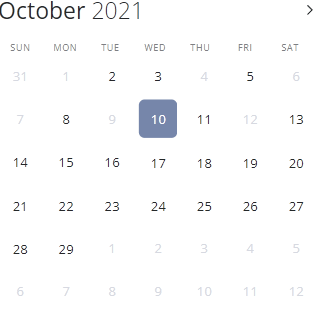 October 2021
SUN MON TUE WED THU FRI SAT
31 1 2 3 4 5 6
7 8 9 10 11 12 13
14 15 16 17 18 19 20
21 22 23 24 25 26 27
28 29 1 2 3 4 5
6 7 8 9 10 11 12